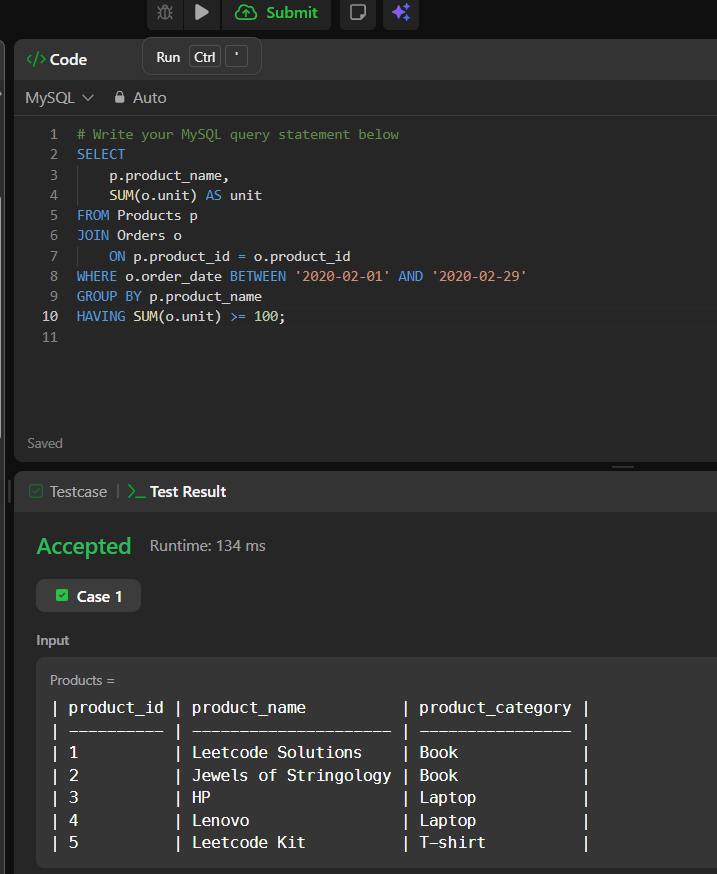 Submit
Run Ctrl '
</> Code
MySQL Auto
1 # Write your MySQL query statement below
2 SELECT
3 p.product_name,
4 SUM(o.unit) AS unit
5 FROM Products p
6 JOIN Orders o
7 ON p.product_id = o.product_id
8 WHERE o.order_date BETWEEN '2020-02-01' AND '2020-02-29'
9 GROUP BY p.product_name
10 HAVING SUM(o.unit) >= 100;
11
Saved
Testcase | >_ Test Result
Accepted Runtime: 134 ms
Case 1
Input
Products =
| product_id | product_name | product_category |
| ---------- | --------------------- | ---------------- |
| 1 | Leetcode Solutions | Book |
| 2 | Jewels of Stringology | Book |
| 3 | HP | Laptop |
| 4 | Lenovo | Laptop |
| 5 | Leetcode Kit | T-shirt |